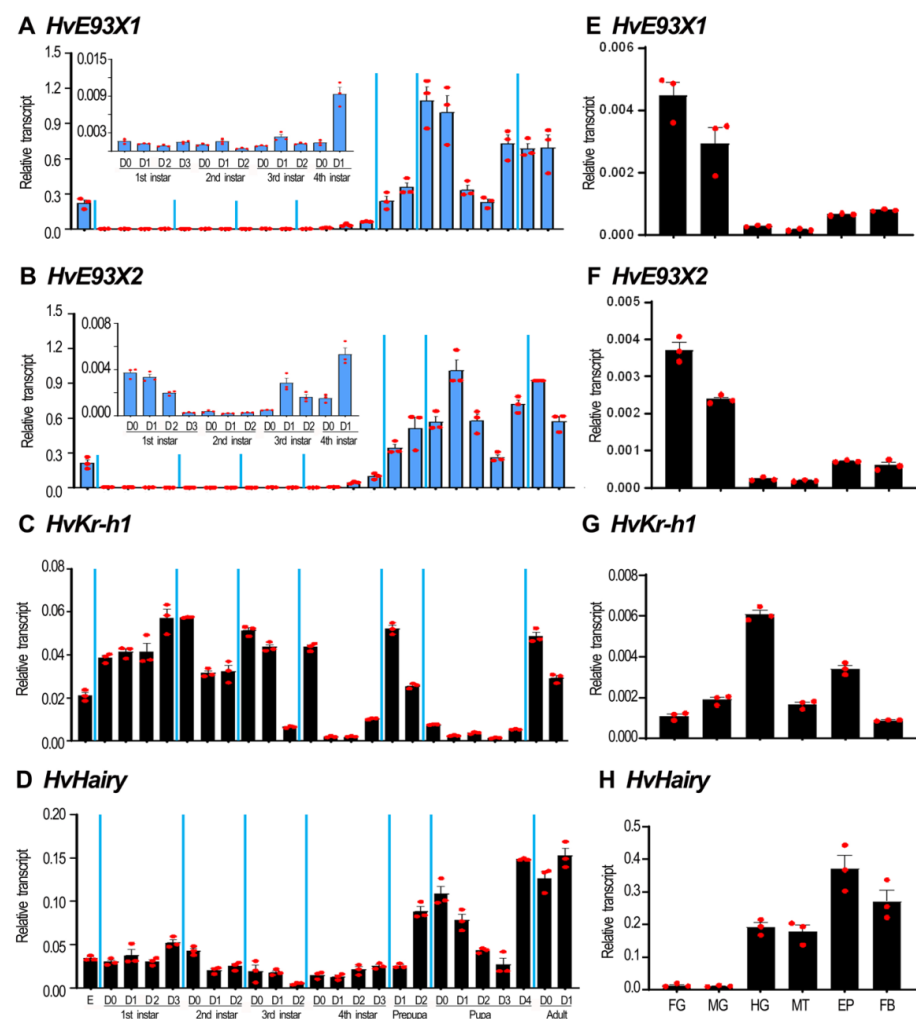 A HvE93X1
Relative transcript
1.5
1.2
0.9
0.6
0.3
0.0
0.015
0.009
0.003
D0 D1 D2 D3 D0 D1 D2 D0 D1 D2 D0 D1
1st instar 2nd instar 3rd instar 4th instar
E HvE93X1
Relative transcript
0.006
0.004
0.002
0.000
B HvE93X2
Relative transcript
1.5
1.2
0.9
0.6
0.3
0.0
0.008
0.004
0.000
D0 D1 D2 D3 D0 D1 D2 D0 D1 D2 D0 D1
1st instar 2nd instar 3rd instar 4th instar
F HvE93X2
Relative transcript
0.005
0.004
0.003
0.002
0.001
0.000
C HvKr-h1
Relative transcript
0.08
0.06
0.04
0.02
0.00
G HvKr-h1
Relative transcript
0.008
0.006
0.004
0.002
0.000
D HvHairy
Relative transcript
0.20
0.15
0.10
0.05
0.00
E D0 D1 D2 D3 D0 D1 D2 D0 D1 D2 D0 D1 D2 D3 D1 D2 D0 D1 D2 D3 D4 D0 D1
1st instar 2nd instar 3rd instar 4th instar Prepupa Pupa Adult
H HvHairy
Relative transcript
0.5
0.4
0.3
0.2
0.1
0.0
FG MG HG MT EP FB